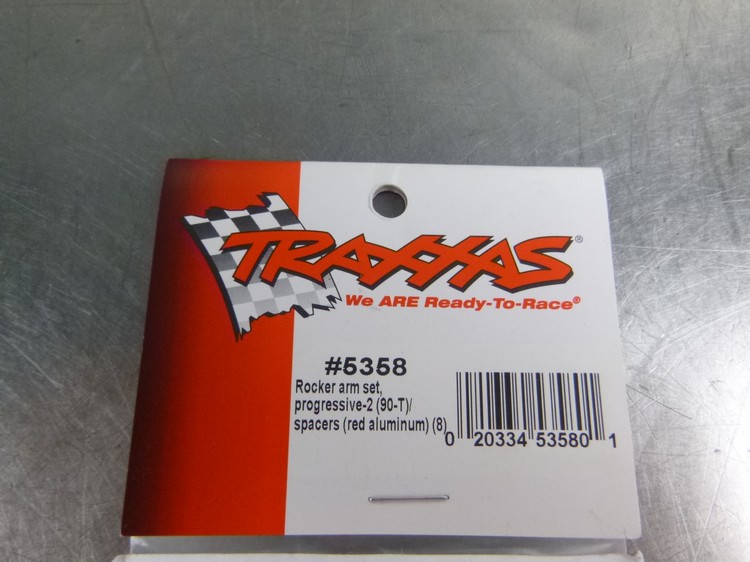 TRAXXAS®
We ARE Ready-To-Race®
#5358
Rocker arm set,
progressive-2 (90-T)/
spacers (red aluminum) (8)
0 20334 53580 1